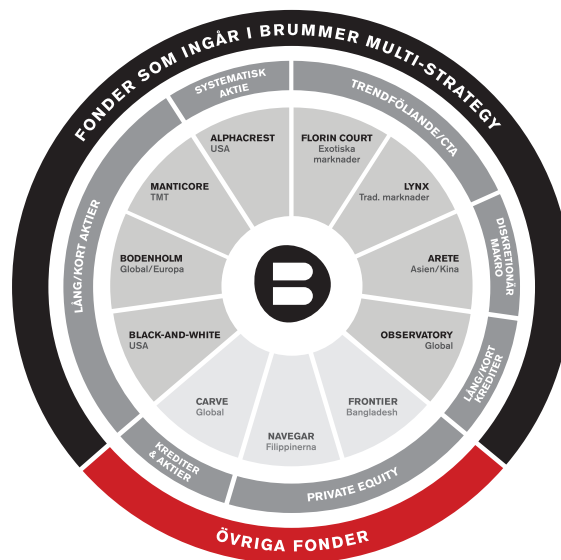 FONDER SOM INGÅR I BRUMMER MULTI-STRATEGY
SYSTEMATISK
AKTIE
TRENDFÖLJANDE/CTA
DISKRETIONÄR
MAKRO
LÅNG/KORT
KREDITER
PRIVATE EQUITY
KREDITER
& AKTIER
LÅNG/KORT AKTIER
ALPHACREST
USA
FLORIN COURT
Exotiska
marknader
LYNX
Trad. marknader
ARETE
Asien/Kina
OBSERVATORY
Global
FRONTIER
Bangladesh
NAVEGAR
Filippinerna
CARVE
Global
BLACK-AND-WHITE
USA
BODENHOLM
Global/Europa
MANTICORE
TMT
B
ÖVRIGA FONDER